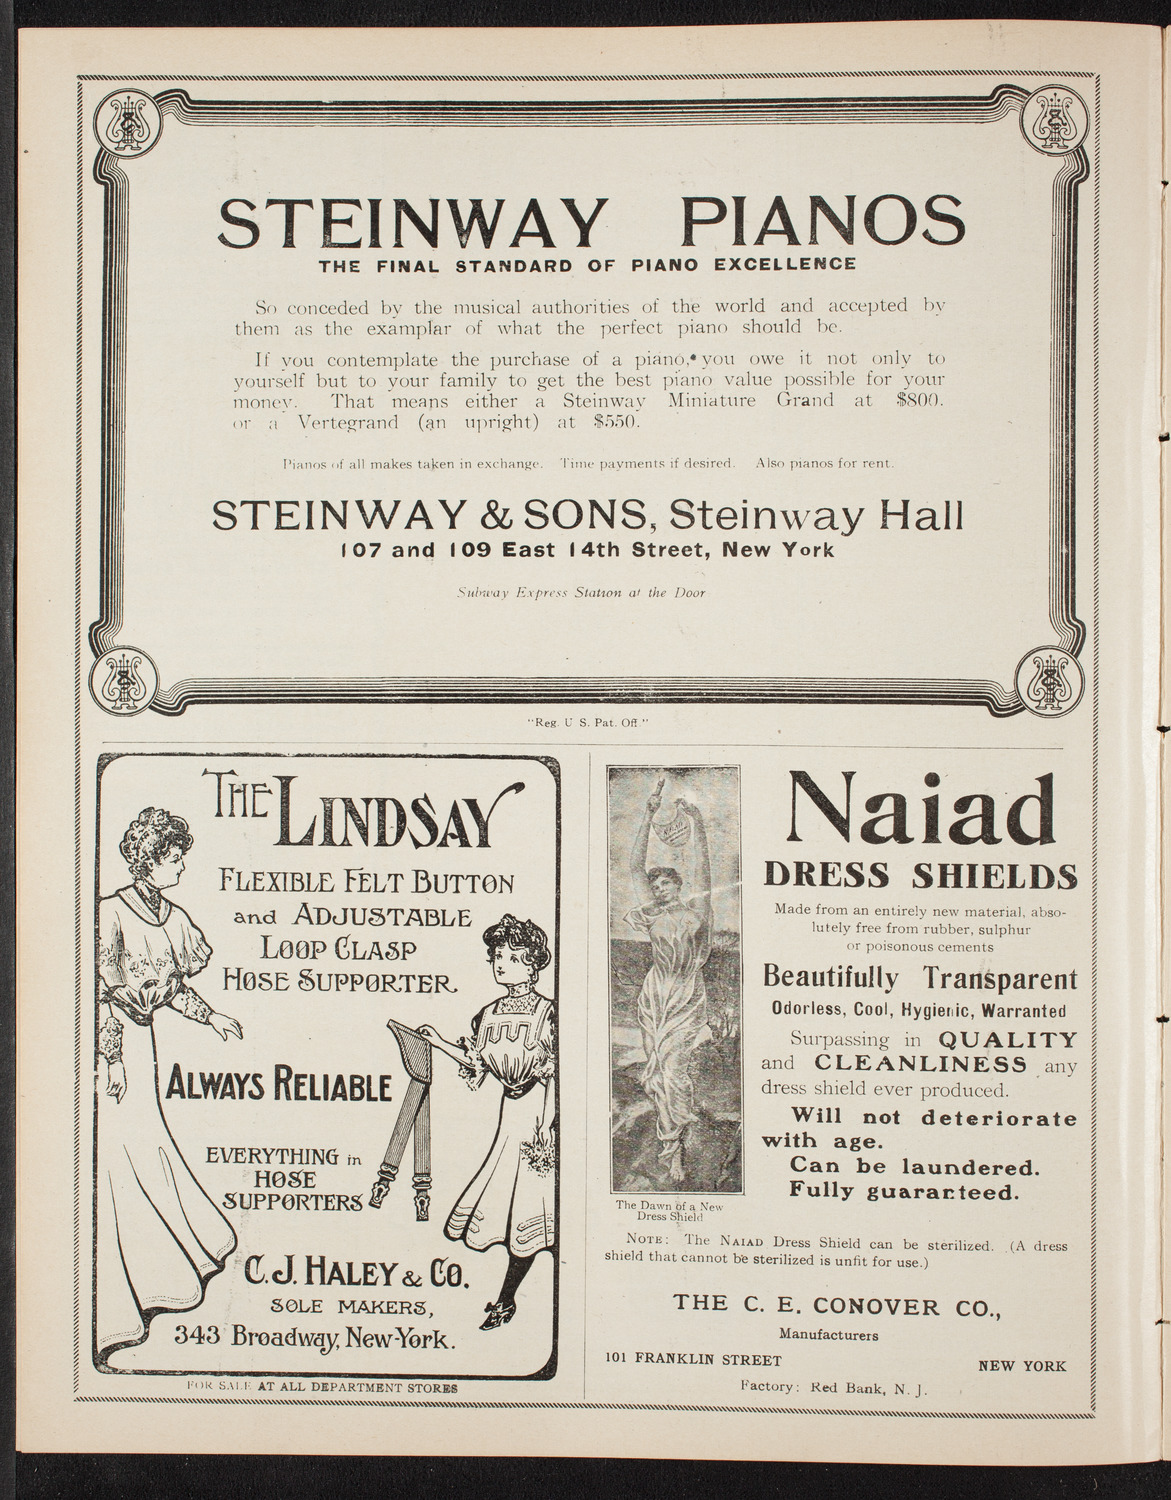 STEINWAY PIANOS
THE FINAL STANDARD OF PIANO EXCELLENCE
So conceded by the musical authorities of the world and accepted by
them as the examplar of what the perfect piano should be.
If you contemplate the purchase of a piano, you owe it not only to
yourself but to your family to get the best piano value possible for your
money. That means either a Steinway Miniature Grand at $800.
or a Vertegrand (an upright) at $550.
Pianos of all makes taken in exchange. Time payments if desired. Also pianos for rent.
STEINWAY & SONS, Steinway Hall
107 and 109 East 14th Street, New York
Subway Express Station at the Door
"Reg. U S. Pat. Off."
THE LINDSAY
FLEXIBLE FELT BUTTON
and ADJUSTABLE
LOOP CLASP
HOSE SUPPORTER.
ALWAYS RELIABLE
EVERYTHING in
HOSE
SUPPORTERS
C. J. HALEY & CO.
SOLE MAKERS,
343 Broadway, New-York.
FOR SALE AT ALL DEPARTMENT STORES
Naiad
DRESS SHIELDS
Made from an entirely new material, abso-
lutely free from rubber, sulphur
or poisonous cements
Beautifully Transparent
Odorless, Cool, Hygienic, Warranted
Surpassing in QUALITY
and CLEANLINESS any
dress shield ever produced.
Will not deteriorate
with age.
Can be laundered.
Fully guaranteed.
The Dawn of a New
Dress Shield
NOTE: The NAIAD Dress Shield can be sterilized. (A dress
shield that cannot be sterilized is unfit for use.)
THE C. E. CONOVER CO.,
Manufacturers
101 FRANKLIN STREET NEW YORK
Factory: Red Bank, N. J.